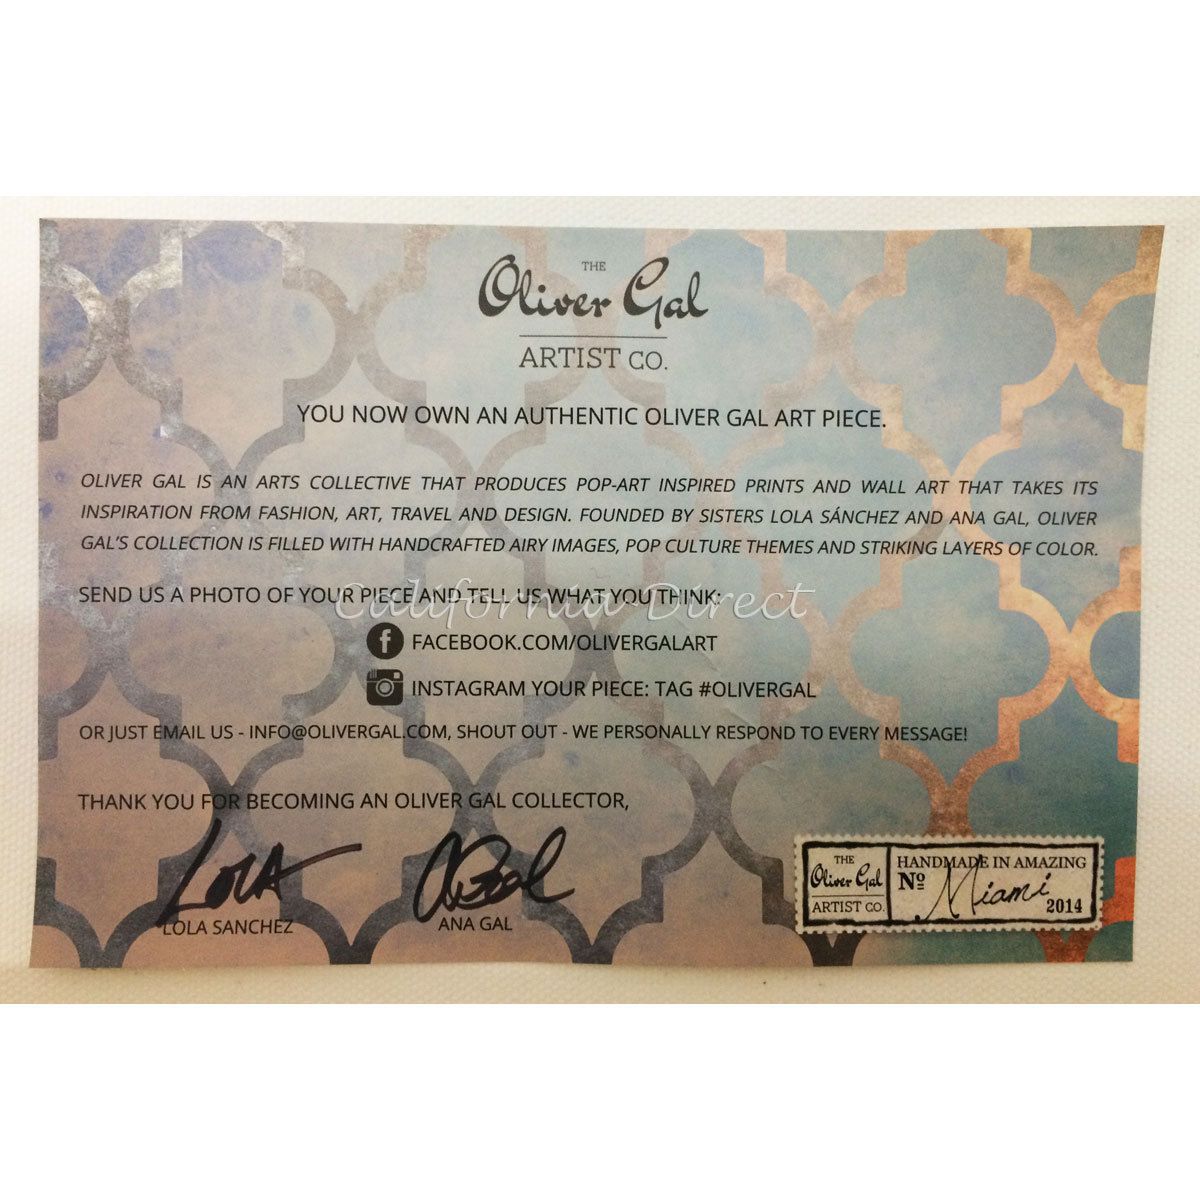 THE
Oliver Gal
ARTIST CO.
YOU NOW OWN AN AUTHENTIC OLIVER GAL ART PIECE.
OLIVER GAL IS AN ARTS COLLECTIVE THAT PRODUCES POP-ART INSPIRED PRINTS AND WALL ART THAT TAKES ITS
INSPIRATION FROM FASHION, ART, TRAVEL AND DESIGN. FOUNDED BY SISTERS LOLA SÁNCHEZ AND ANA GAL, OLIVER
GAL'S COLLECTION IS FILLED WITH HANDCRAFTED AIRY IMAGES, POP CULTURE THEMES AND STRIKING LAYERS OF COLOR.
SEND US A PHOTO OF YOUR PIECE AND TELL US WHAT YOU THINK:
California Direct
FACEBOOK.COM/OLIVERGALART
INSTAGRAM YOUR PIECE: TAG #OLIVERGAL
OR JUST EMAIL US - INFO@OLIVERGAL.COM, SHOUT OUT - WE PERSONALLY RESPOND TO EVERY MESSAGE!
THANK YOU FOR BECOMING AN OLIVER GAL COLLECTOR,
LOLA
LOLA SANCHEZ
ANA GAL
THE
Oliver Gal
ARTIST CO.
HANDMADE IN AMAZING
Nº Miami
2014